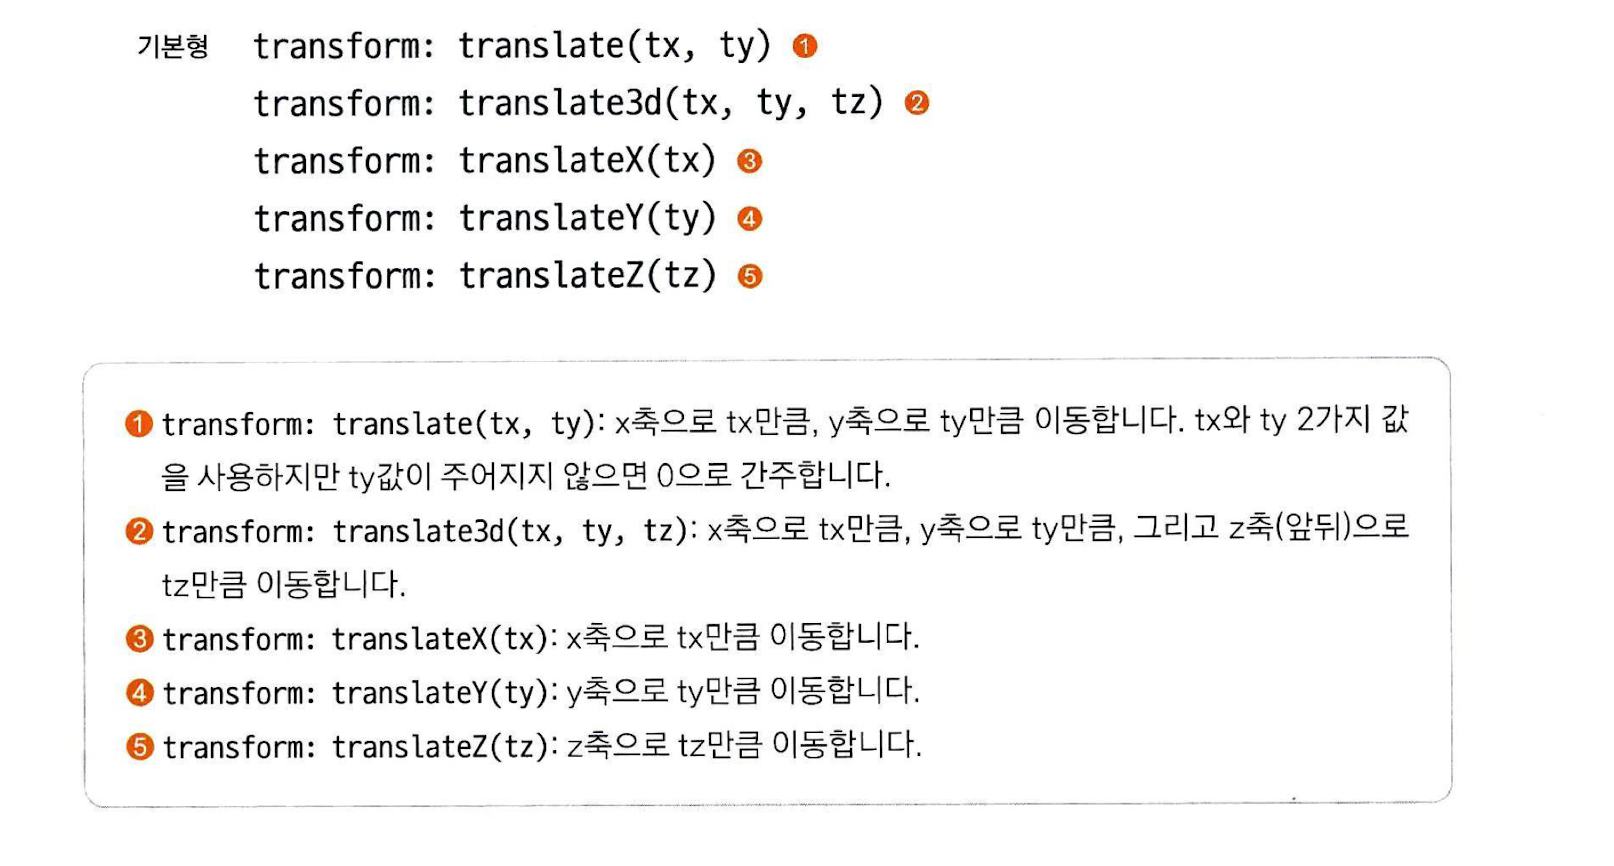 기본형 transform: translate(tx, ty) ❶
transform: translate3d(tx, ty, tz) ❷
transform: translateX(tx) ❸
transform: translateY(ty) ❹
transform: translateZ(tz) ❺
❶ transform: translate(tx, ty): x축으로 tx만큼, y축으로 ty만큼 이동합니다. tx와 ty 2가지 값
을 사용하지만 ty값이 주어지지 않으면 0으로 간주합니다.
❷ transform: translate3d(tx, ty, tz): x축으로 tx만큼, y축으로 ty만큼, 그리고 z축(앞뒤)으로
tz만큼 이동합니다.
❸ transform: translateX(tx): x축으로 tx만큼 이동합니다.
❹ transform: translateY(ty): y축으로 ty만큼 이동합니다.
❺ transform: translateZ(tz): z축으로 tz만큼 이동합니다.